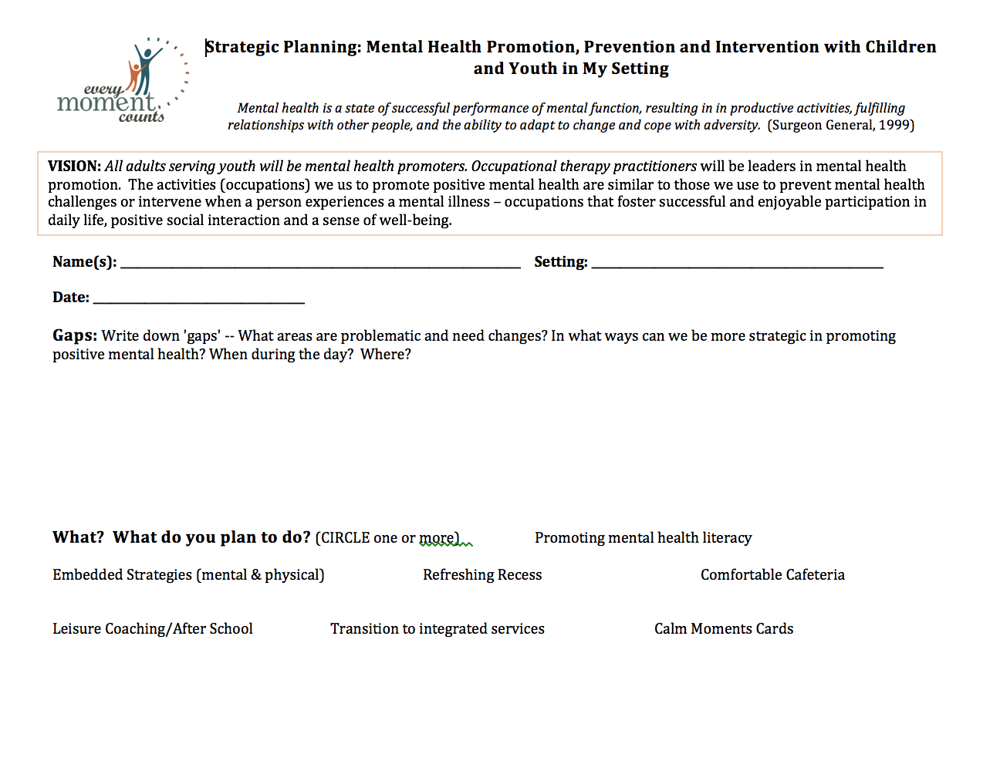 every
moment
counts
Strategic Planning: Mental Health Promotion, Prevention and Intervention with Children
and Youth in My Setting
Mental health is a state of successful performance of mental function, resulting in in productive activities, fulfilling
relationships with other people, and the ability to adapt to change and cope with adversity.  (Surgeon General, 1999)
VISION: All adults serving youth will be mental health promoters. Occupational therapy practitioners will be leaders in mental health
promotion.  The activities (occupations) we us to promote positive mental health are similar to those we use to prevent mental health
challenges or intervene when a person experiences a mental illness – occupations that foster successful and enjoyable participation in
daily life, positive social interaction and a sense of well-being.
Name(s): ______________________________ Setting: ______________________
Date: ________________
Gaps: Write down 'gaps' -- What areas are problematic and need changes? In what ways can we be more strategic in promoting
positive mental health? When during the day?  Where?
What?  What do you plan to do? (CIRCLE one or more) Promoting mental health literacy
Embedded Strategies (mental & physical) Refreshing Recess Comfortable Cafeteria
Leisure Coaching/After School Transition to integrated services Calm Moments Cards